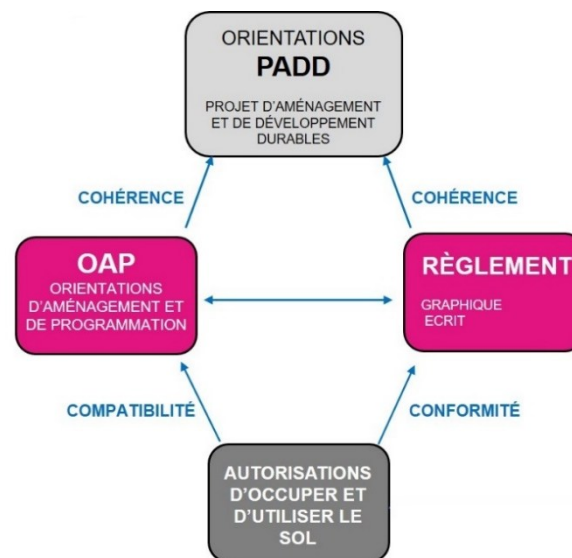 ORIENTATIONS
PADD
PROJET D'AMÉNAGEMENT
ET DE DÉVELOPPEMENT
DURABLES
COHÉRENCE
COHÉRENCE
OAP
ORIENTATIONS
D'AMÉNAGEMENT ET
DE PROGRAMMATION
RÈGLEMENT
GRAPHIQUE
ECRIT
COMPATIBILITÉ
CONFORMITÉ
AUTORISATIONS
D'OCCUPER ET
D'UTILISER LE
SOL